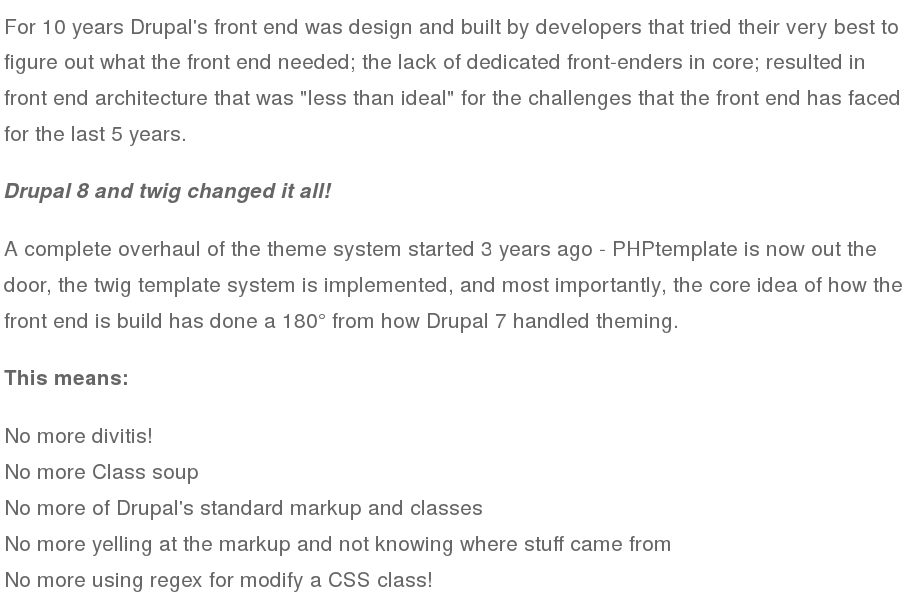 For 10 years Drupal's front end was design and built by developers that tried their very best to
figure out what the front end needed; the lack of dedicated front-enders in core; resulted in
front end architecture that was "less than ideal" for the challenges that the front end has faced
for the last 5 years.
Drupal 8 and twig changed it all!
A complete overhaul of the theme system started 3 years ago - PHPtemplate is now out the
door, the twig template system is implemented, and most importantly, the core idea of how the
front end is build has done a 180° from how Drupal 7 handled theming.
This means:
No more divitis!
No more Class soup
No more of Drupal's standard markup and classes
No more yelling at the markup and not knowing where stuff came from
No more using regex for modify a CSS class!